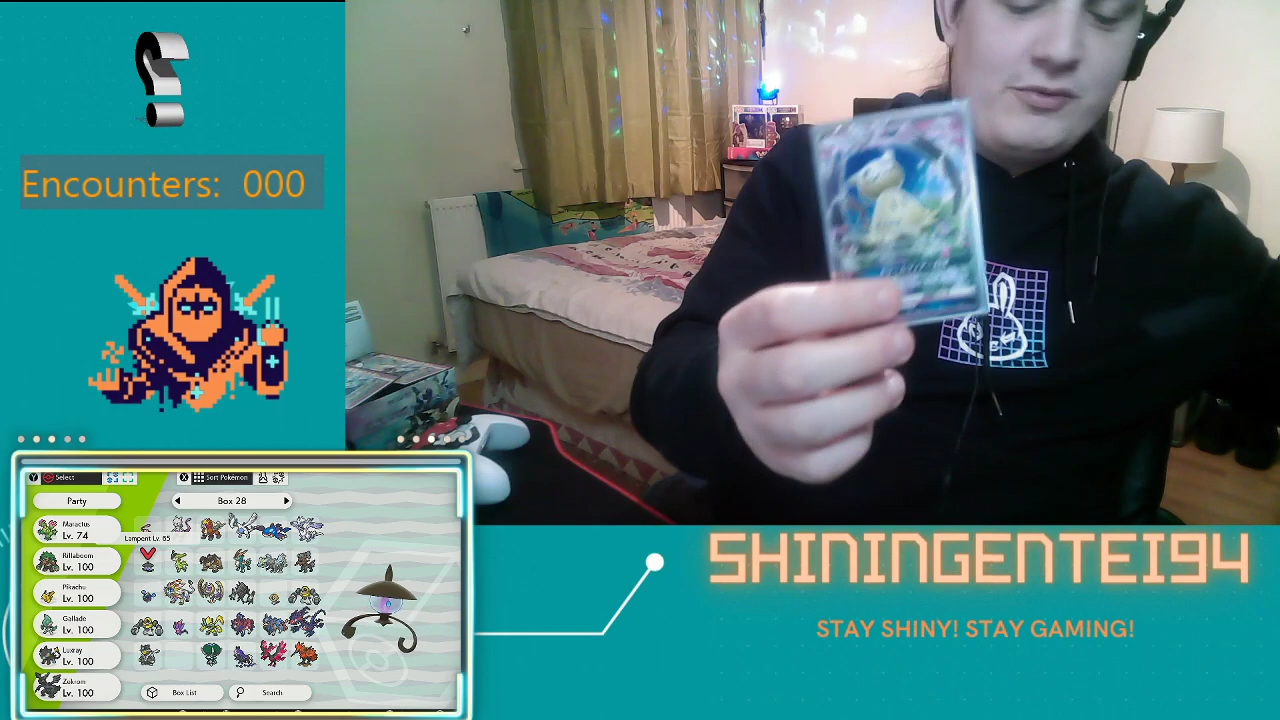 Encounters: 000
Y Select
X Sort Pokémon
Party
Box 28
Maractus
Lv. 74
Lampent Lv. 65
Rillaboom
Lv. 100
Pikachu
Lv. 100
Gallade
Lv. 100
Luxray
Lv. 100
Zekrom
Lv. 100
Box List
Search
SHININGENTEI94
STAY SHINY! STAY GAMING!